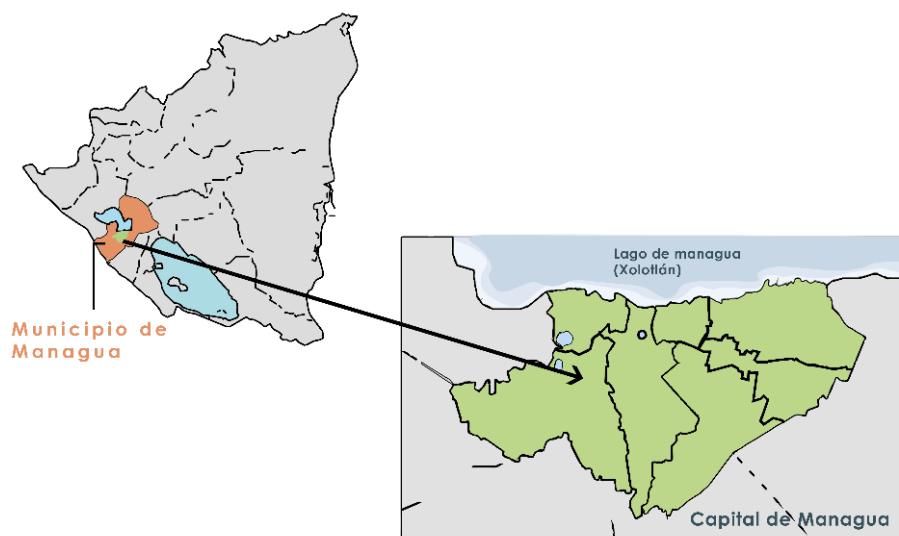 Municipio de
Managua
Lago de managua
(Xolotlán)
Capital de Managua